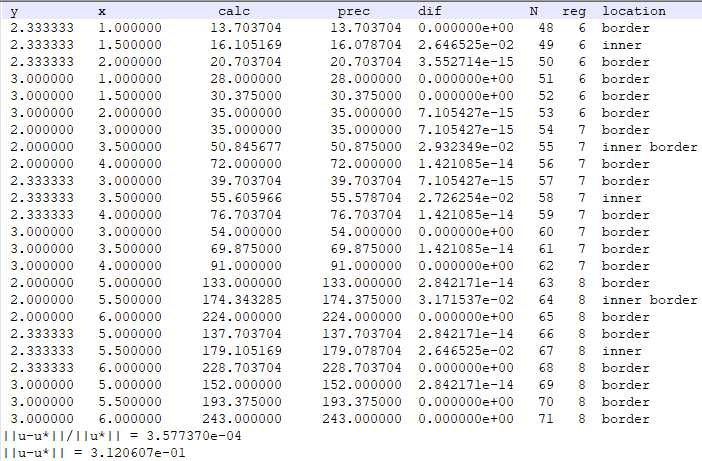 y x calc prec dif N reg location
2.333333 1.000000 13.703704 13.703704 0.000000e+00 48 6 border
2.333333 1.500000 16.105169 16.078704 2.646525e-02 49 6 inner
2.333333 2.000000 20.703704 20.703704 3.552714e-15 50 6 border
3.000000 1.000000 28.000000 28.000000 0.000000e+00 51 6 border
3.000000 1.500000 30.375000 30.375000 0.000000e+00 52 6 border
3.000000 2.000000 35.000000 35.000000 7.105427e-15 53 6 border
2.000000 3.000000 35.000000 35.000000 7.105427e-15 54 7 border
2.000000 3.500000 50.845677 50.875000 2.932349e-02 55 7 inner border
2.000000 4.000000 72.000000 72.000000 1.421085e-14 56 7 border
2.333333 3.000000 39.703704 39.703704 7.105427e-15 57 7 border
2.333333 3.500000 55.605966 55.578704 2.726254e-02 58 7 inner
2.333333 4.000000 76.703704 76.703704 1.421085e-14 59 7 border
3.000000 3.000000 54.000000 54.000000 0.000000e+00 60 7 border
3.000000 3.500000 69.875000 69.875000 1.421085e-14 61 7 border
3.000000 4.000000 91.000000 91.000000 0.000000e+00 62 7 border
2.000000 5.000000 133.000000 133.000000 2.842171e-14 63 8 border
2.000000 5.500000 174.343285 174.375000 3.171537e-02 64 8 inner border
2.000000 6.000000 224.000000 224.000000 0.000000e+00 65 8 border
2.333333 5.000000 137.703704 137.703704 2.842171e-14 66 8 border
2.333333 5.500000 179.105169 179.078704 2.646525e-02 67 8 inner
2.333333 6.000000 228.703704 228.703704 0.000000e+00 68 8 border
3.000000 5.000000 152.000000 152.000000 2.842171e-14 69 8 border
3.000000 5.500000 193.375000 193.375000 0.000000e+00 70 8 border
3.000000 6.000000 243.000000 243.000000 0.000000e+00 71 8 border
||u-u*||/||u*|| = 3.577370e-04
||u-u*|| = 3.120607e-01